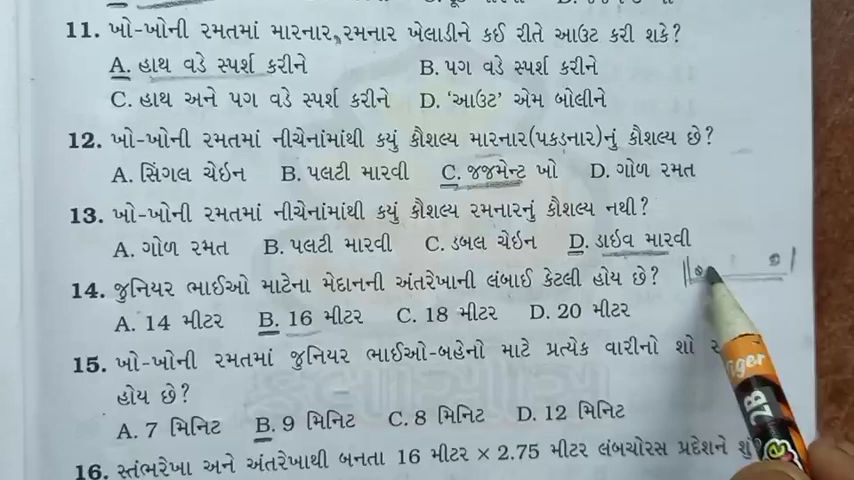 11. ખો-ખોની રમતમાં મારનાર, રમનાર ખેલાડીને કઈ રીતે આઉટ કરી શકે?
A. હાથ વડે સ્પર્શ કરીને B. પગ વડે સ્પર્શ કરીને
C. હાથ અને પગ વડે સ્પર્શ કરીને D. 'આઉટ' એમ બોલીને
12. ખો-ખોની રમતમાં નીચેનાંમાંથી કયું કૌશલ્ય મારનાર(પકડનાર)નું કૌશલ્ય છે?
A. સિંગલ ચેઇન B. પલટી મારવી C. જજમેન્ટ ખો D. ગોળ રમત
13. ખો-ખોની રમતમાં નીચેનાંમાંથી કયું કૌશલ્ય રમનારનું કૌશલ્ય નથી?
A. ગોળ રમત B. પલટી મારવી C. ડબલ ચેઇન D. ડાઇવ મારવી
14. જુનિયર ભાઈઓ માટેના મેદાનની અંતરેખાની લંબાઈ કેટલી હોય છે?
A. 14 મીટર B. 16 મીટર C. 18 મીટર D. 20 મીટર
15. ખો-ખોની રમતમાં જુનિયર ભાઈઓ-બહેનો માટે પ્રત્યેક વારીનો શો
હોય છે?
A. 7 મિનિટ B. 9 મિનિટ C. 8 મિનિટ D. 12 મિનિટ
16. સ્તંભરેખા અને અંતરેખાથી બનતા 16 મીટર × 2.75 મીટર લંબચોરસ પ્રદેશને શું
Tiger
2B